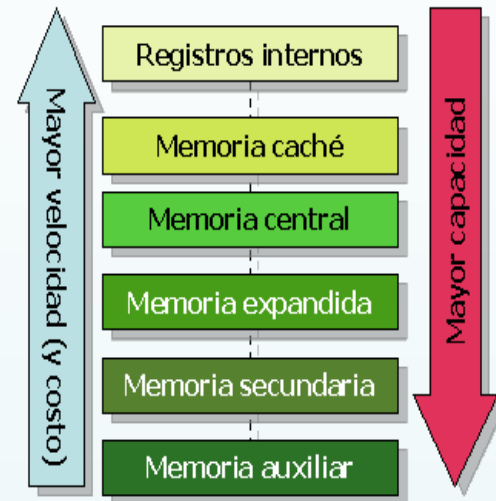 Registros internos
Memoria caché
Memoria central
Memoria expandida
Memoria secundaria
Memoria auxiliar
Mayor velocidad (y costo)
Mayor capacidad